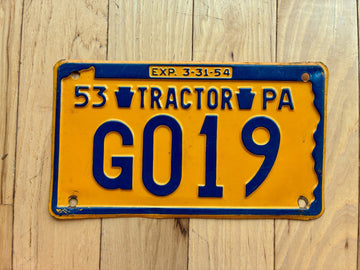 EXP. 3-31-54
53 TRACTOR PA
G019